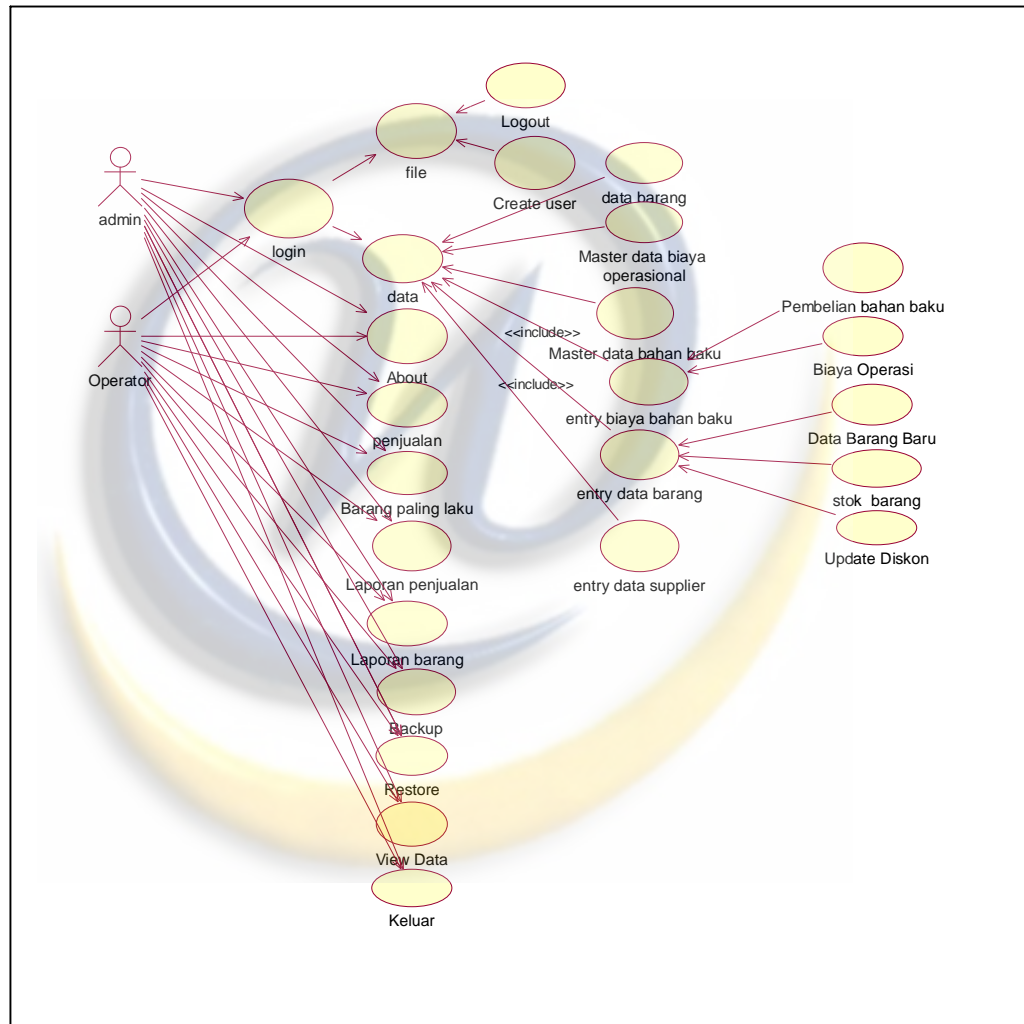 Logout
file
Create user
data barang
admin
login
Master data biaya
operasional
data
Pembelian bahan baku
<<include>>
Master data bahan baku
Operator
About
Biaya Operasi
<<include>>
entry biaya bahan baku
penjualan
Data Barang Baru
entry data barang
stok barang
Barang paling laku
Update Diskon
Laporan penjualan
entry data supplier
Laporan barang
Backup
Restore
View Data
Keluar